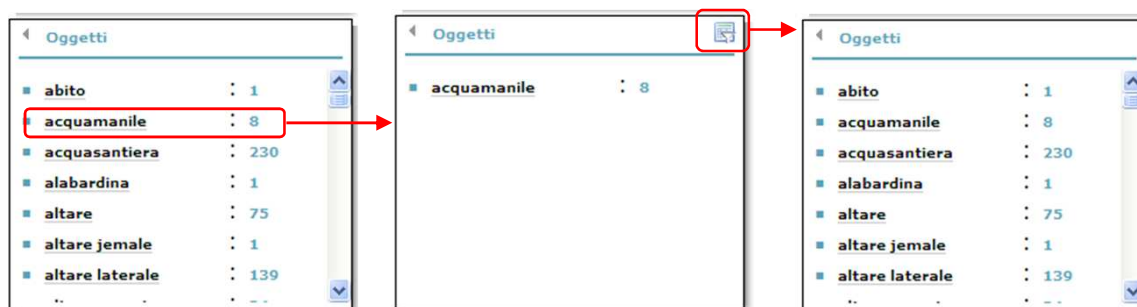 Oggetti
abito : 1
acquamanile : 8
acquasantiera : 230
alabardina : 1
altare : 75
altare jemale : 1
altare laterale : 139
Oggetti
acquamanile : 8
Oggetti
abito : 1
acquamanile : 8
acquasantiera : 230
alabardina : 1
altare : 75
altare jemale : 1
altare laterale : 139